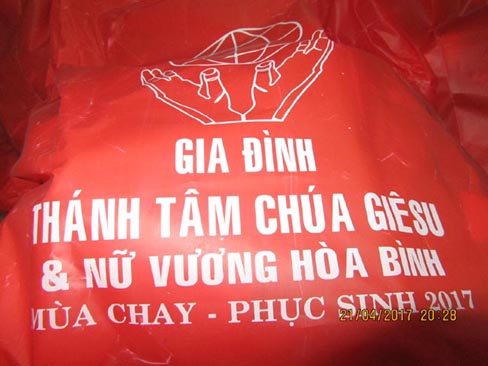 GIA ĐÌNH
THÁNH TÂM CHÚA GIÊSU
& NỮ VƯƠNG HÒA BÌNH
MÙA CHAY - PHỤC SINH 2017
21/04/2017 20:28